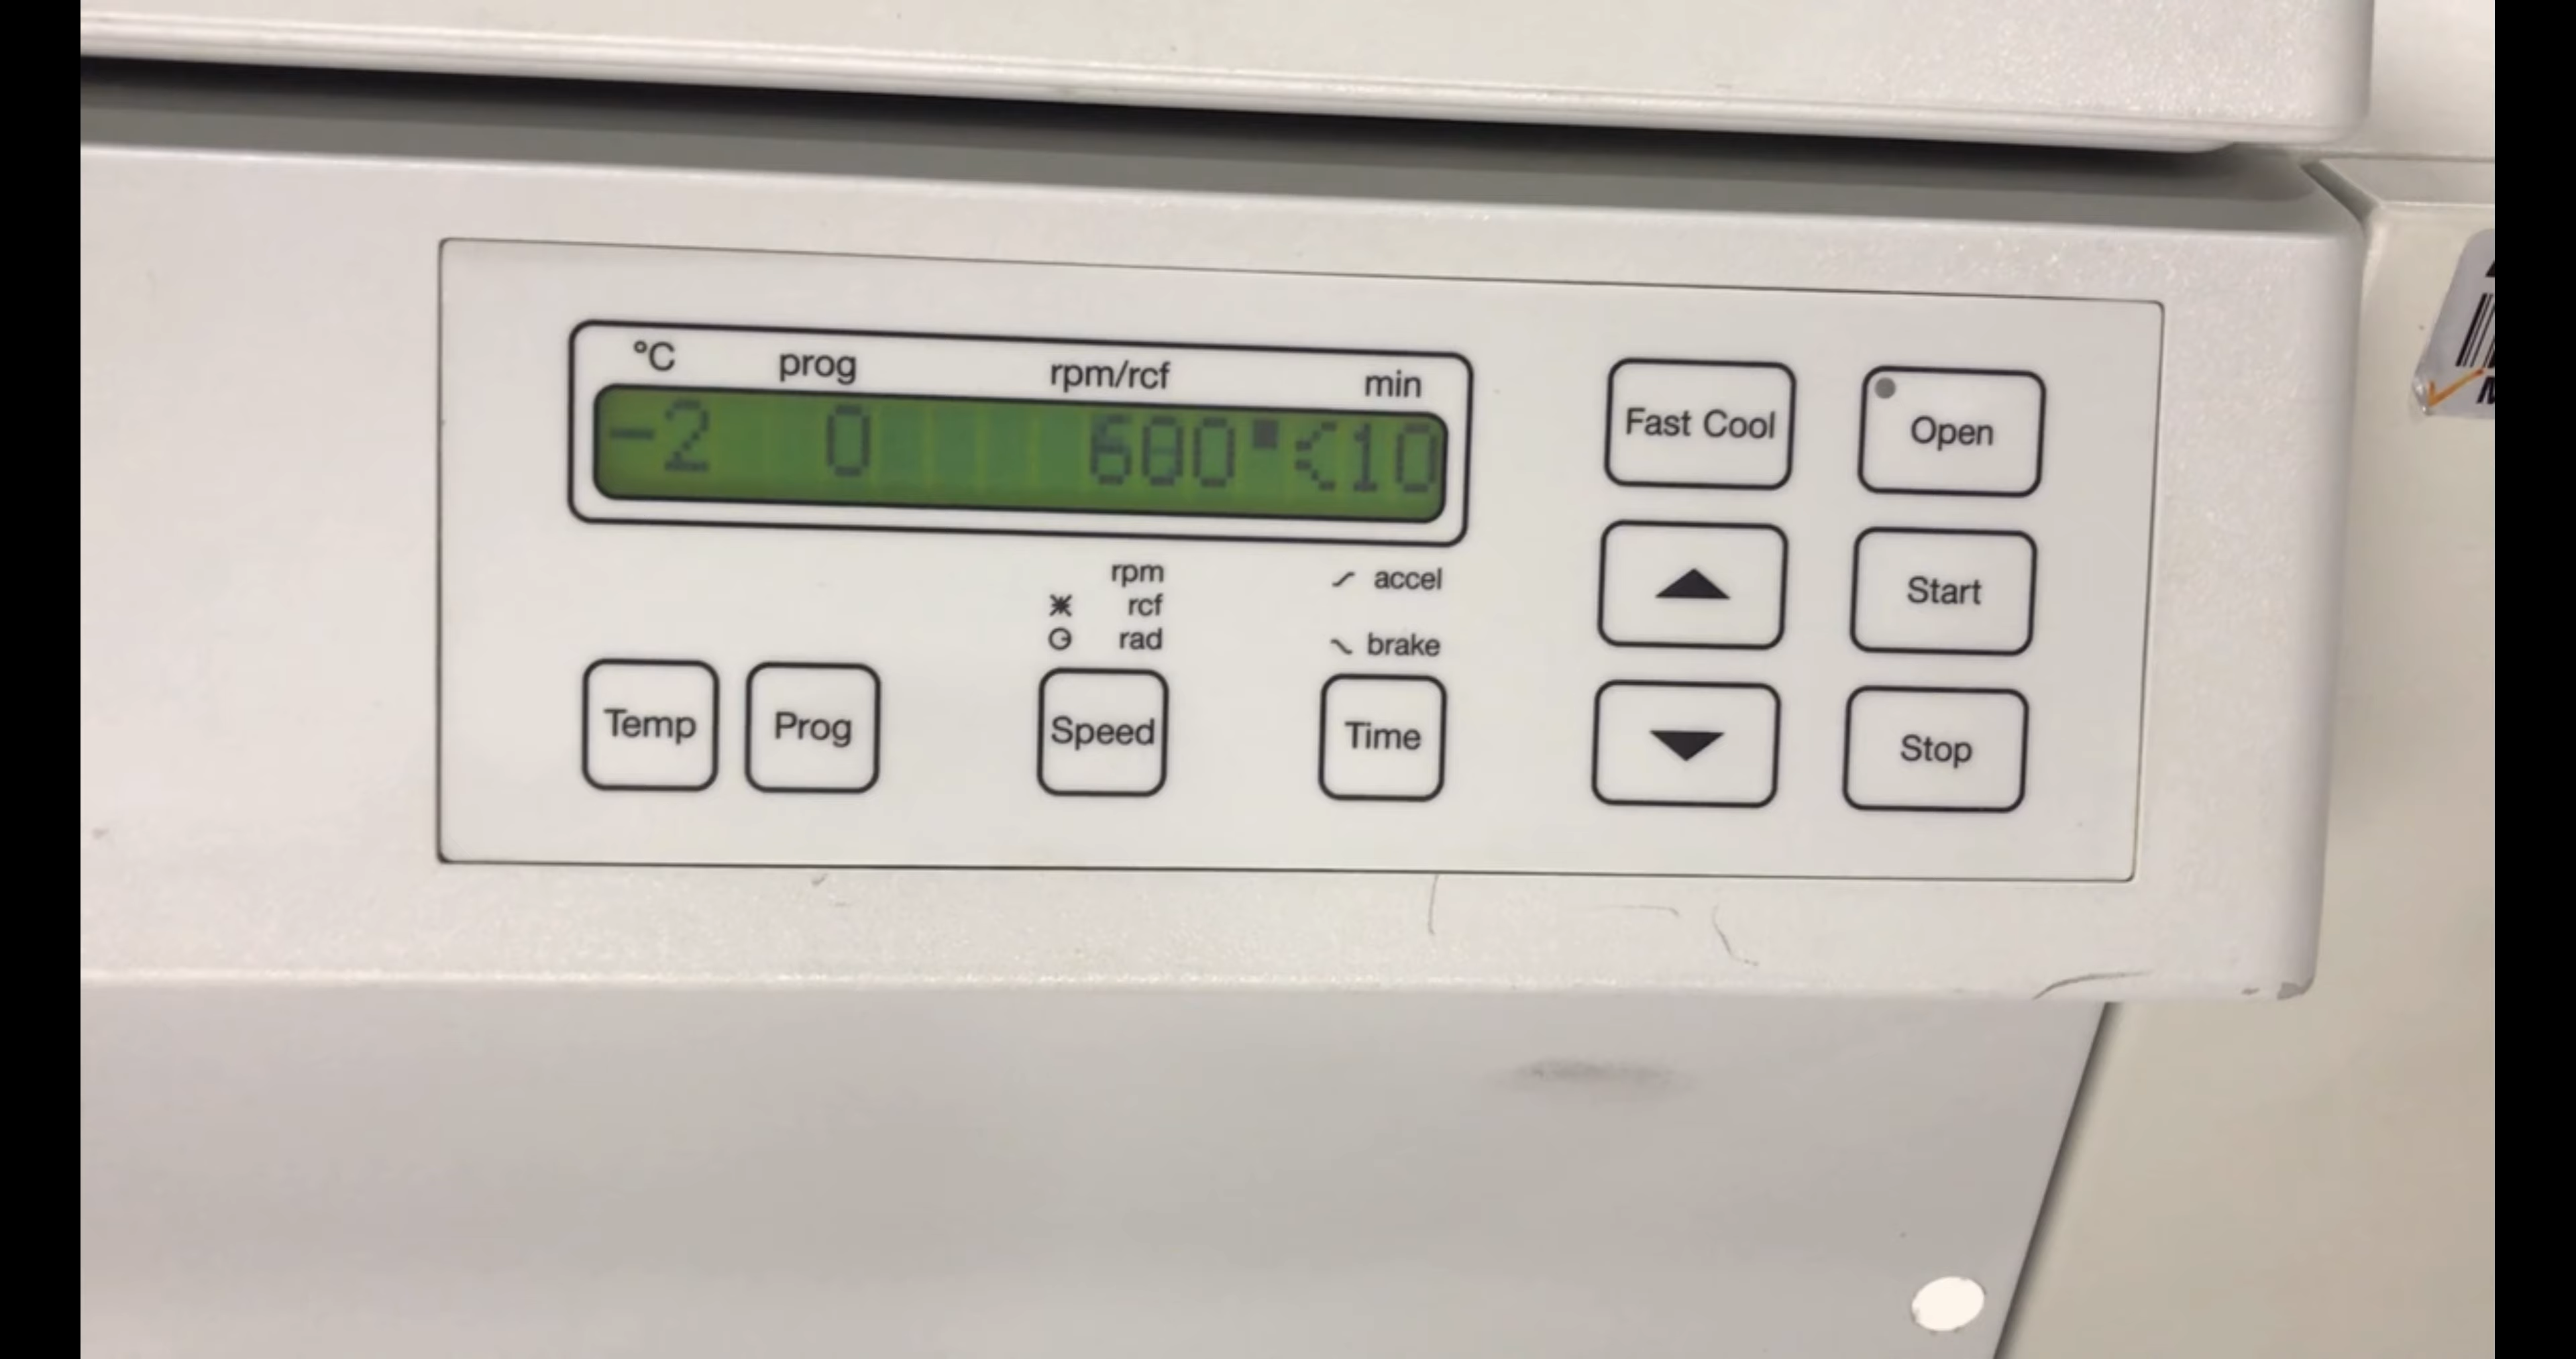 °C prog rpm/rcf min
-2 0 600 <10
Fast Cool Open
rpm accel
rcf
rad brake
Start
Temp Prog Speed Time
Stop